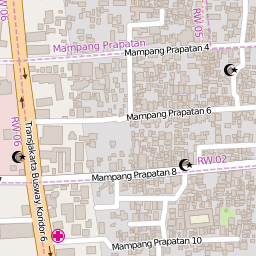 RW 06
RW 05
Mampang Prapatan
Mampang Prapatan 4
Mampang Prapatan 6
RW 06
Transjakarta Busway Koridor 6
RW 02
Mampang Prapatan 8
Mampang Prapatan 10